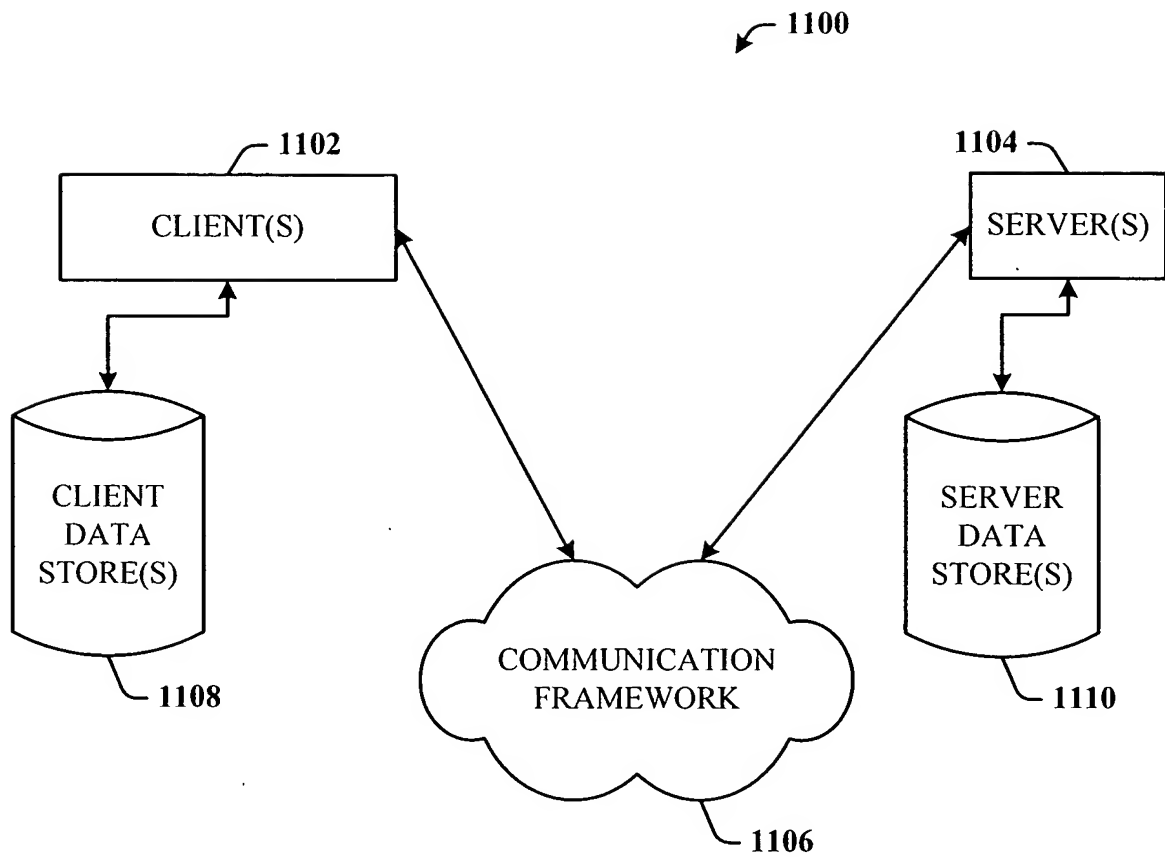 1100
1102
1104
CLIENT(S)
SERVER(S)
CLIENT
DATA
STORE(S)
SERVER
DATA
STORE(S)
COMMUNICATION
FRAMEWORK
1108
1110
1106